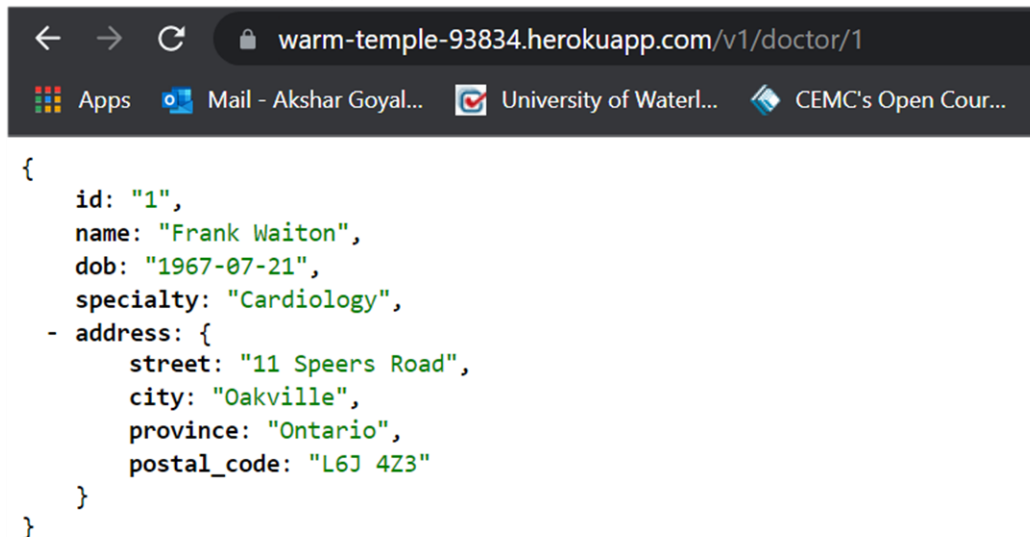 warm-temple-93834.herokuapp.com/v1/doctor/1
Apps Mail - Akshar Goyal... University of Waterl... CEMC's Open Cour...
{
id: "1",
name: "Frank Waiton",
dob: "1967-07-21",
specialty: "Cardiology",
- address: {
street: "11 Speers Road",
city: "Oakville",
province: "Ontario",
postal_code: "L6J 4Z3"
}
}